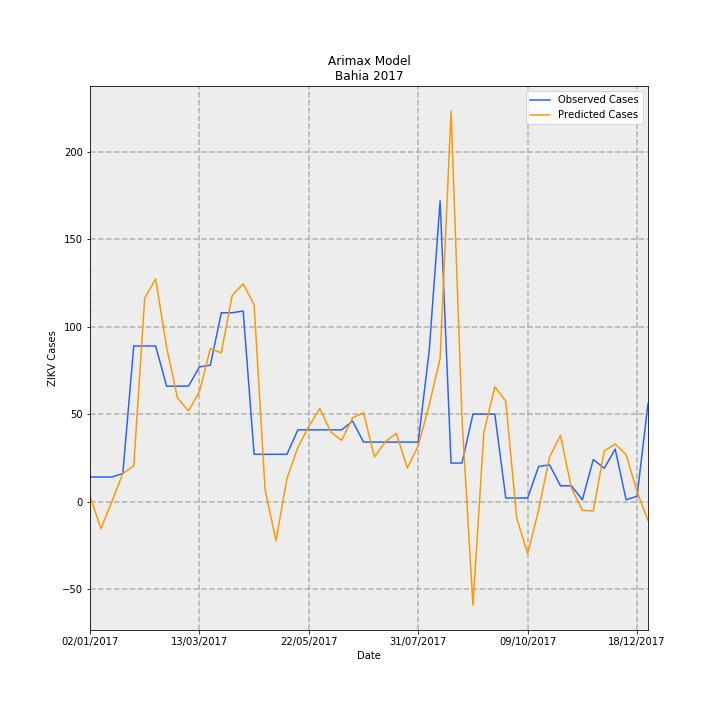 Arimax Model
Bahia 2017
Observed Cases
Predicted Cases
200
150
100
50
0
−50
ZIKV Cases
02/01/2017 13/03/2017 22/05/2017 31/07/2017 09/10/2017 18/12/2017
Date